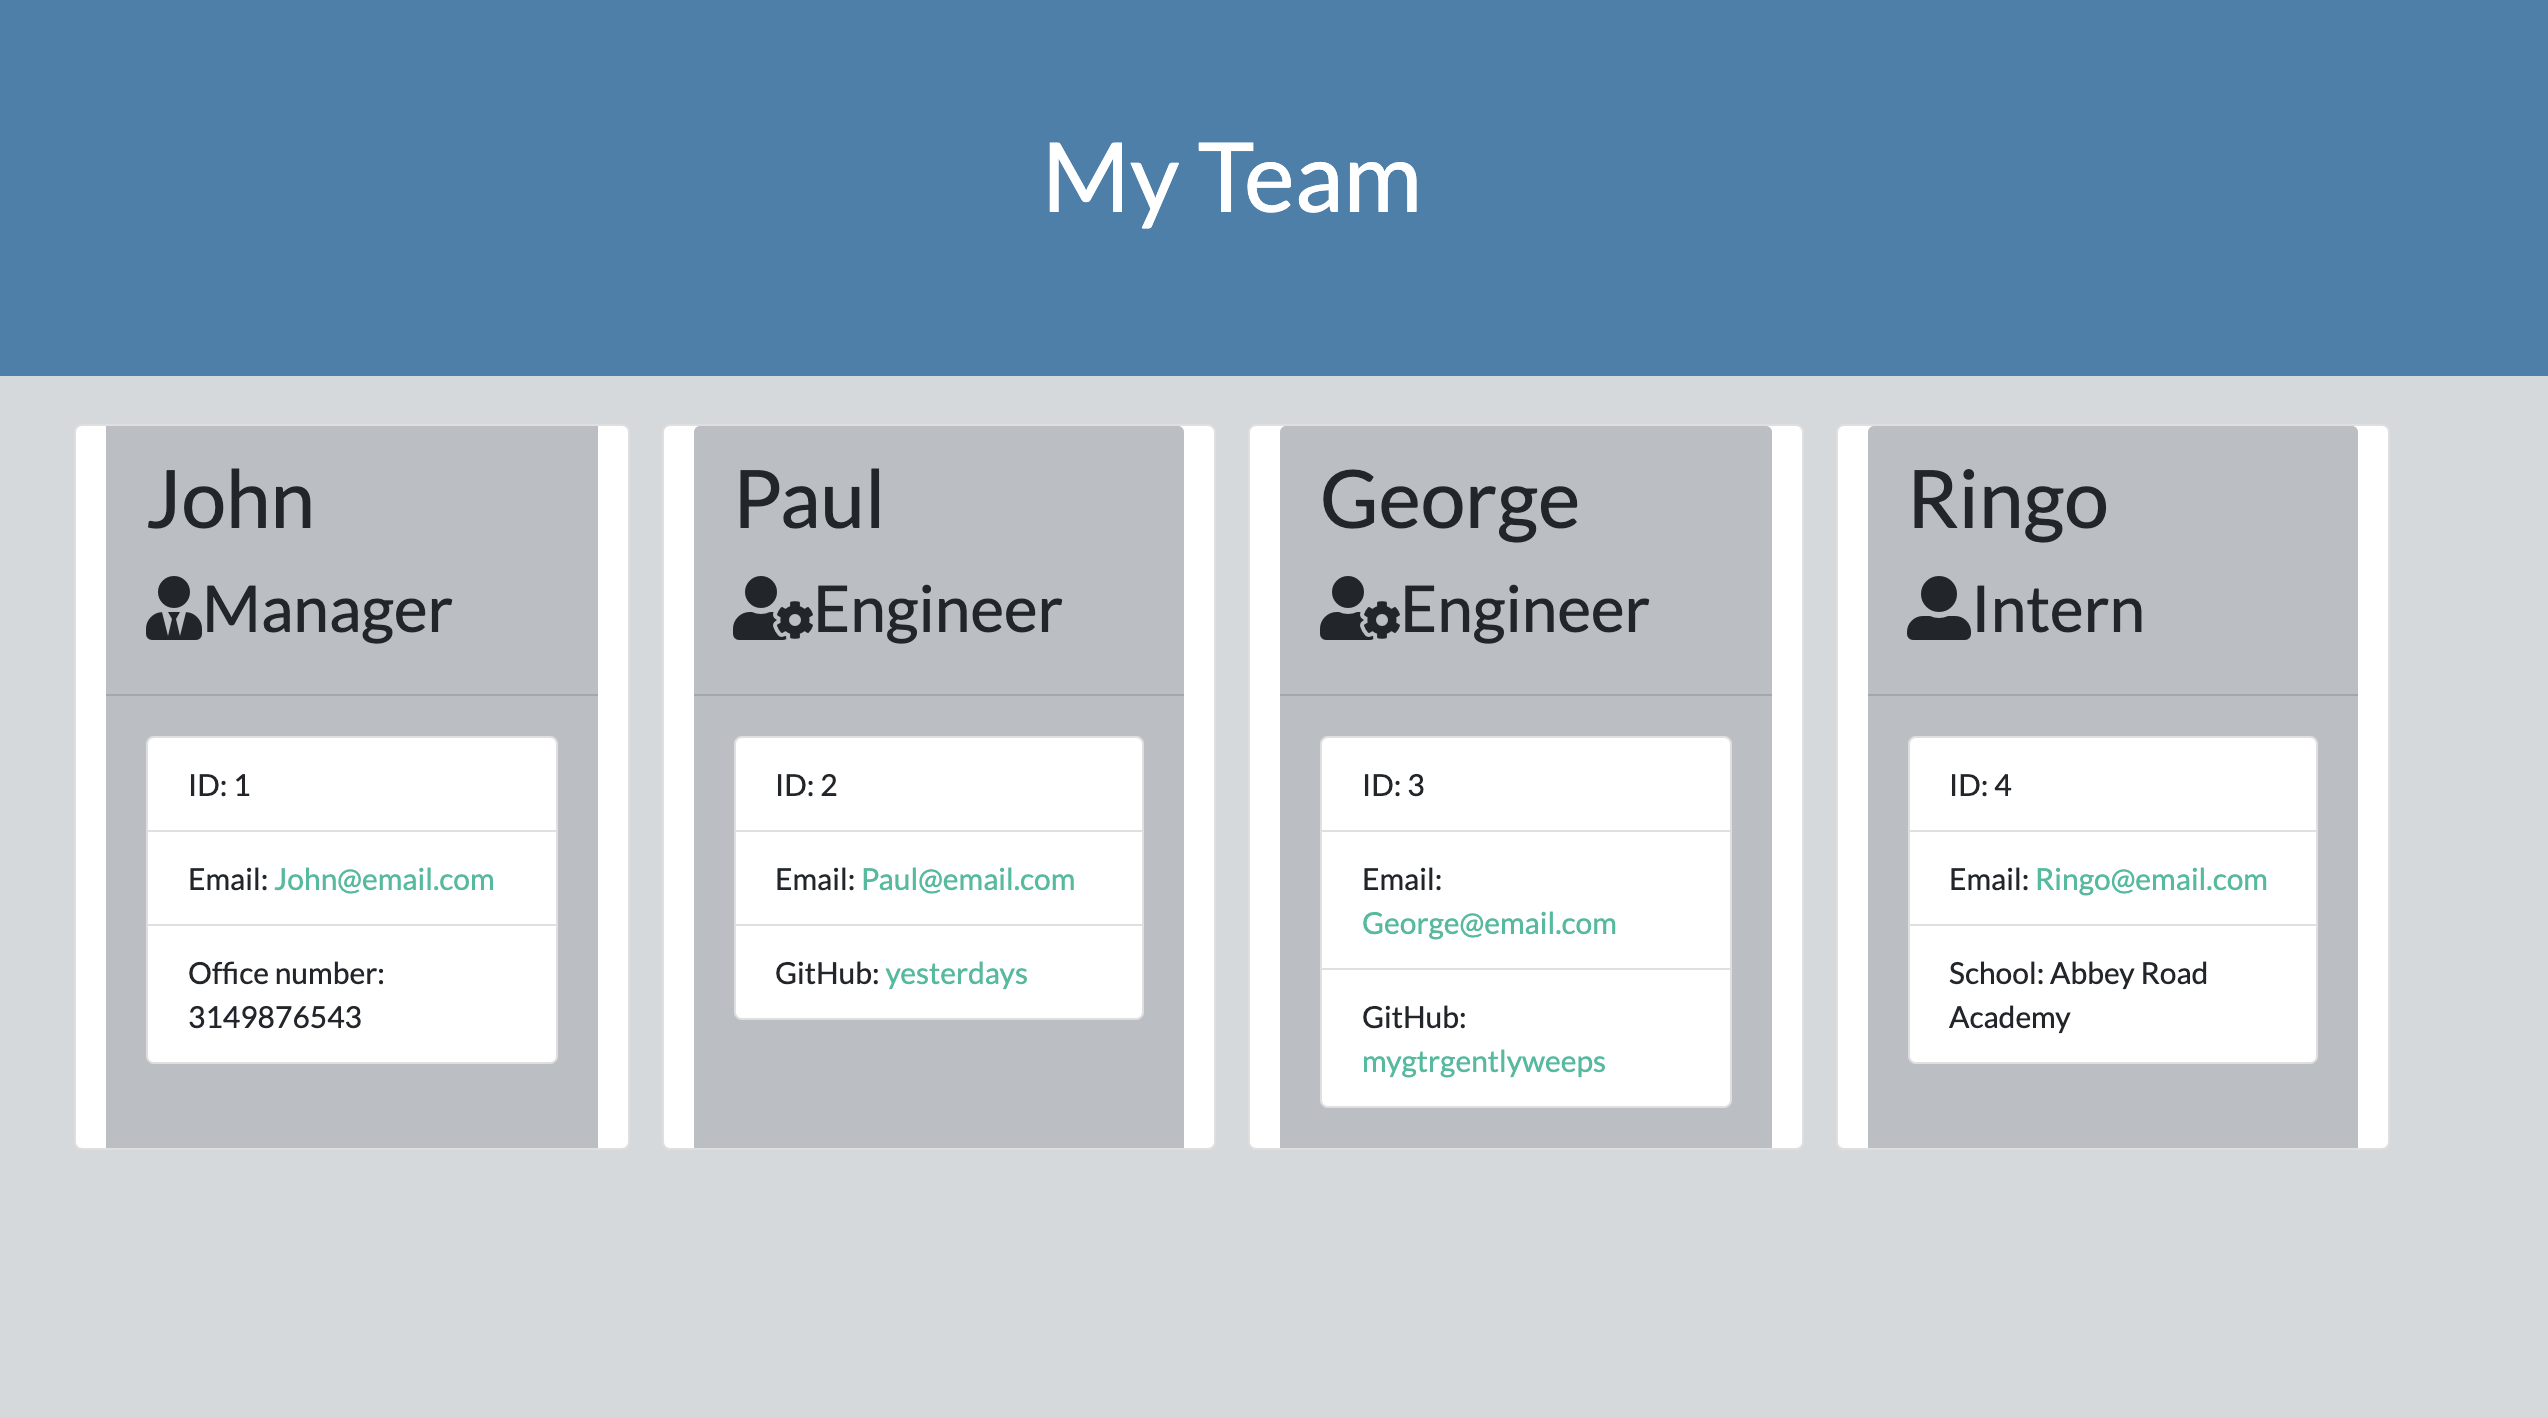 My Team
John
Manager
ID: 1
Email: John@email.com
Office number:
3149876543
Paul
Engineer
ID: 2
Email: Paul@email.com
GitHub: yesterdays
George
Engineer
ID: 3
Email:
George@email.com
GitHub:
mygtrgentlyweeps
Ringo
Intern
ID: 4
Email: Ringo@email.com
School: Abbey Road
Academy